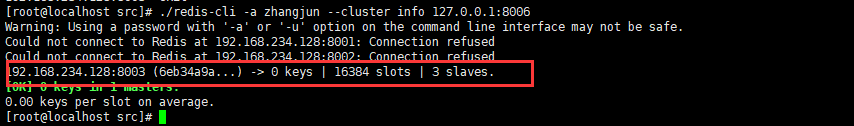 [root@localhost src]# ./redis-cli -a zhangjun --cluster info 127.0.0.1:8006
Warning: Using a password with '-a' or '-u' option on the command line interface may not be safe.
Could not connect to Redis at 192.168.234.128:8001: Connection refused
Could not connect to Redis at 192.168.234.128:8002: Connection refused
192.168.234.128:8003 (6eb34a9a...) -> 0 keys | 16384 slots | 3 slaves.
[OK] 0 keys in 1 masters.
0.00 keys per slot on average.
[root@localhost src]#